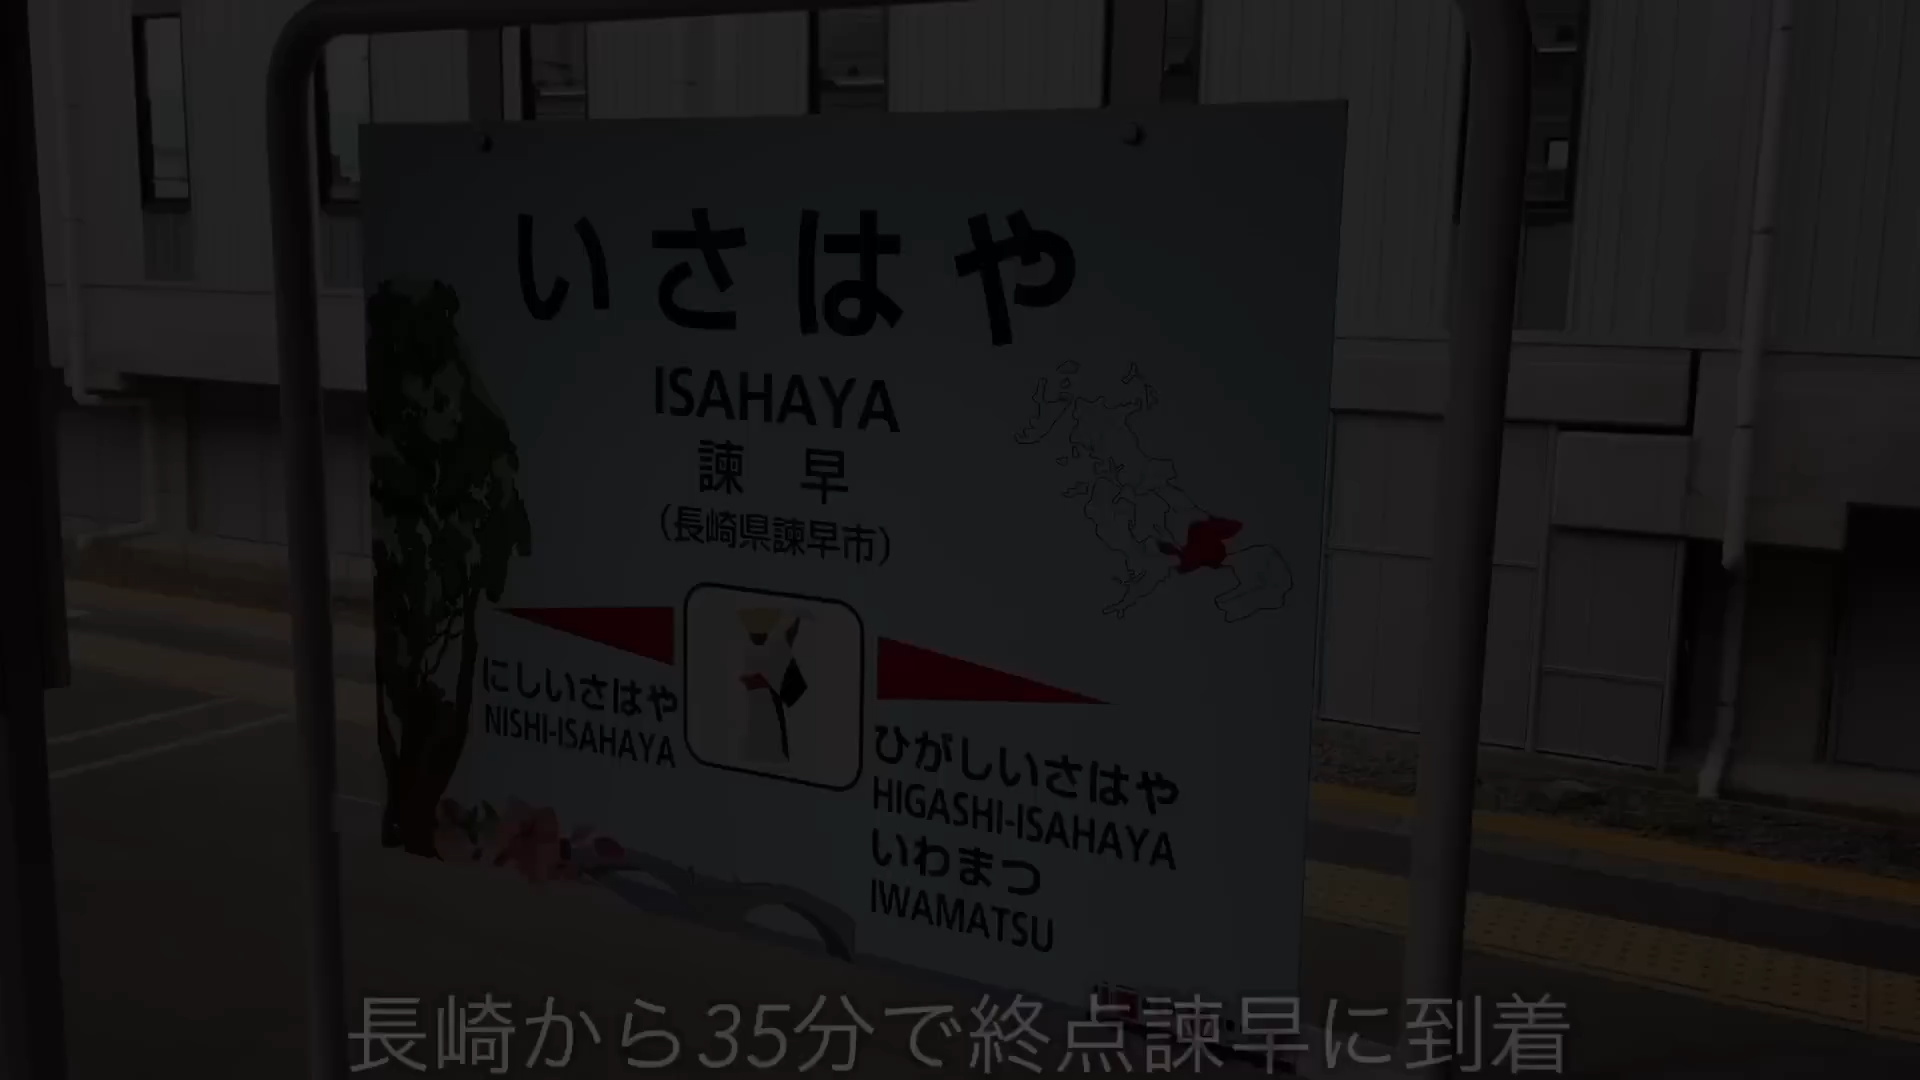 いさはや
ISAHAYA
諫 早
(長崎県諫早市)
にしいさはや
NISHI-ISAHAYA
ひがしいさはや
HIGASHI-ISAHAYA
いわまつ
IWAMATSU
長崎から35分で終点諫早に到着